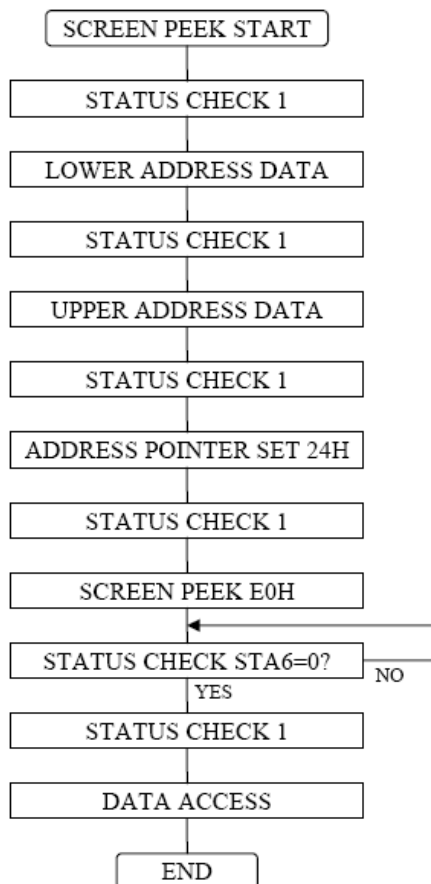 SCREEN PEEK START
STATUS CHECK 1
LOWER ADDRESS DATA
STATUS CHECK 1
UPPER ADDRESS DATA
STATUS CHECK 1
ADDRESS POINTER SET 24H
STATUS CHECK 1
SCREEN PEEK E0H
STATUS CHECK STA6=0?
NO
YES
STATUS CHECK 1
DATA ACCESS
END